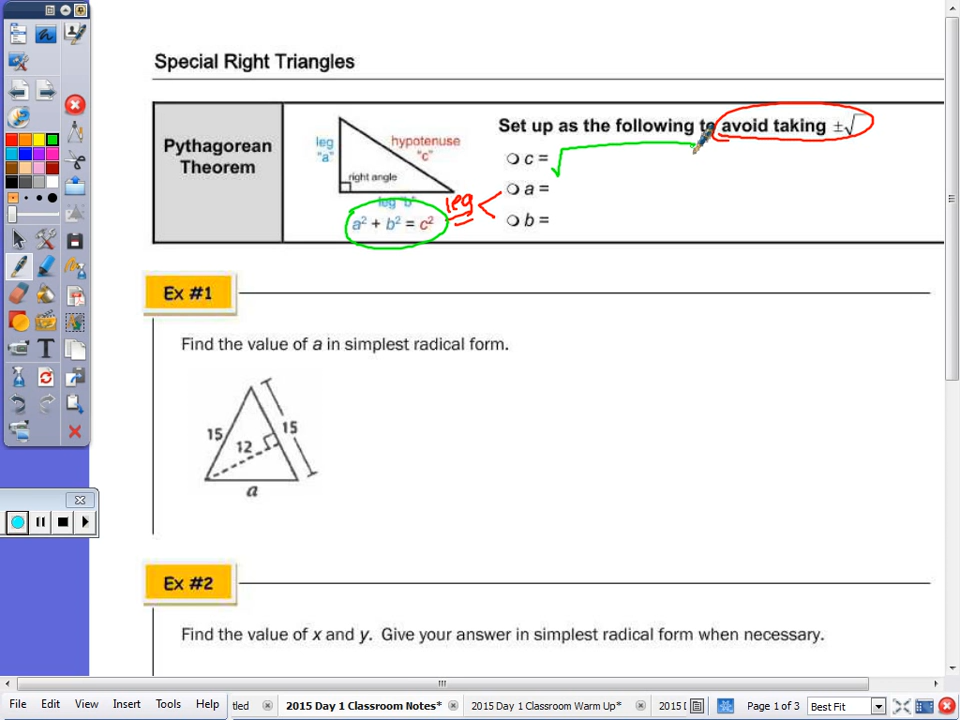 Special Right Triangles
Pythagorean
Theorem
leg
"a"
hypotenuse
"c"
right angle
leg "b"
a² + b² = c²
leg
Set up as the following to avoid taking ±√
c = √
a =
b =
Ex #1
Find the value of a in simplest radical form.
15
12
15
a
Ex #2
Find the value of x and y. Give your answer in simplest radical form when necessary.
File Edit View Insert Tools Help
tled
2015 Day 1 Classroom Notes*
2015 Day 1 Classroom Warm Up*
2015 D
Page 1 of 3
Best Fit